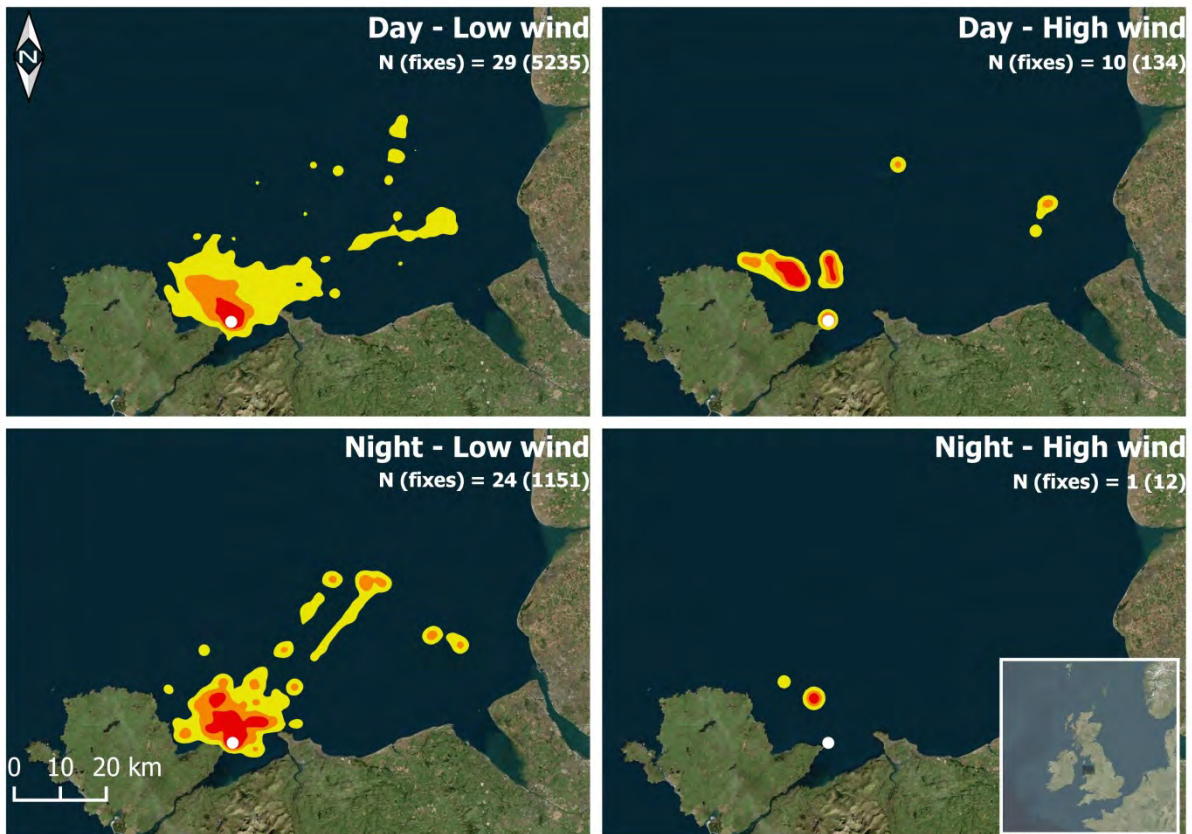 N
Day - Low wind
N (fixes) = 29 (5235)
Day - High wind
N (fixes) = 10 (134)
Night - Low wind
N (fixes) = 24 (1151)
Night - High wind
N (fixes) = 1 (12)
0 10 20 km